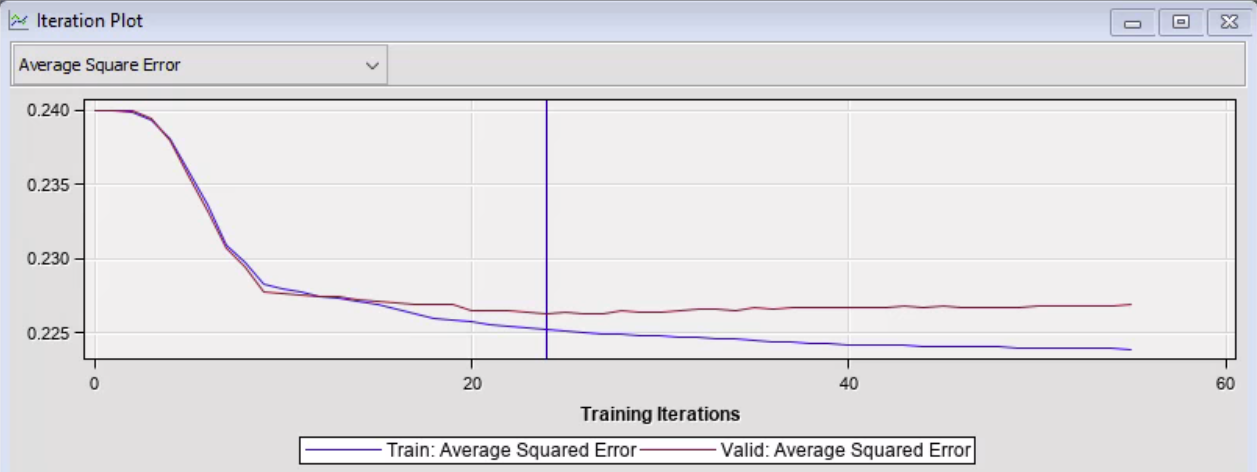 Iteration Plot
Average Square Error
0.240
0.235
0.230
0.225
0 20 40 60
Training Iterations
Train: Average Squared Error Valid: Average Squared Error